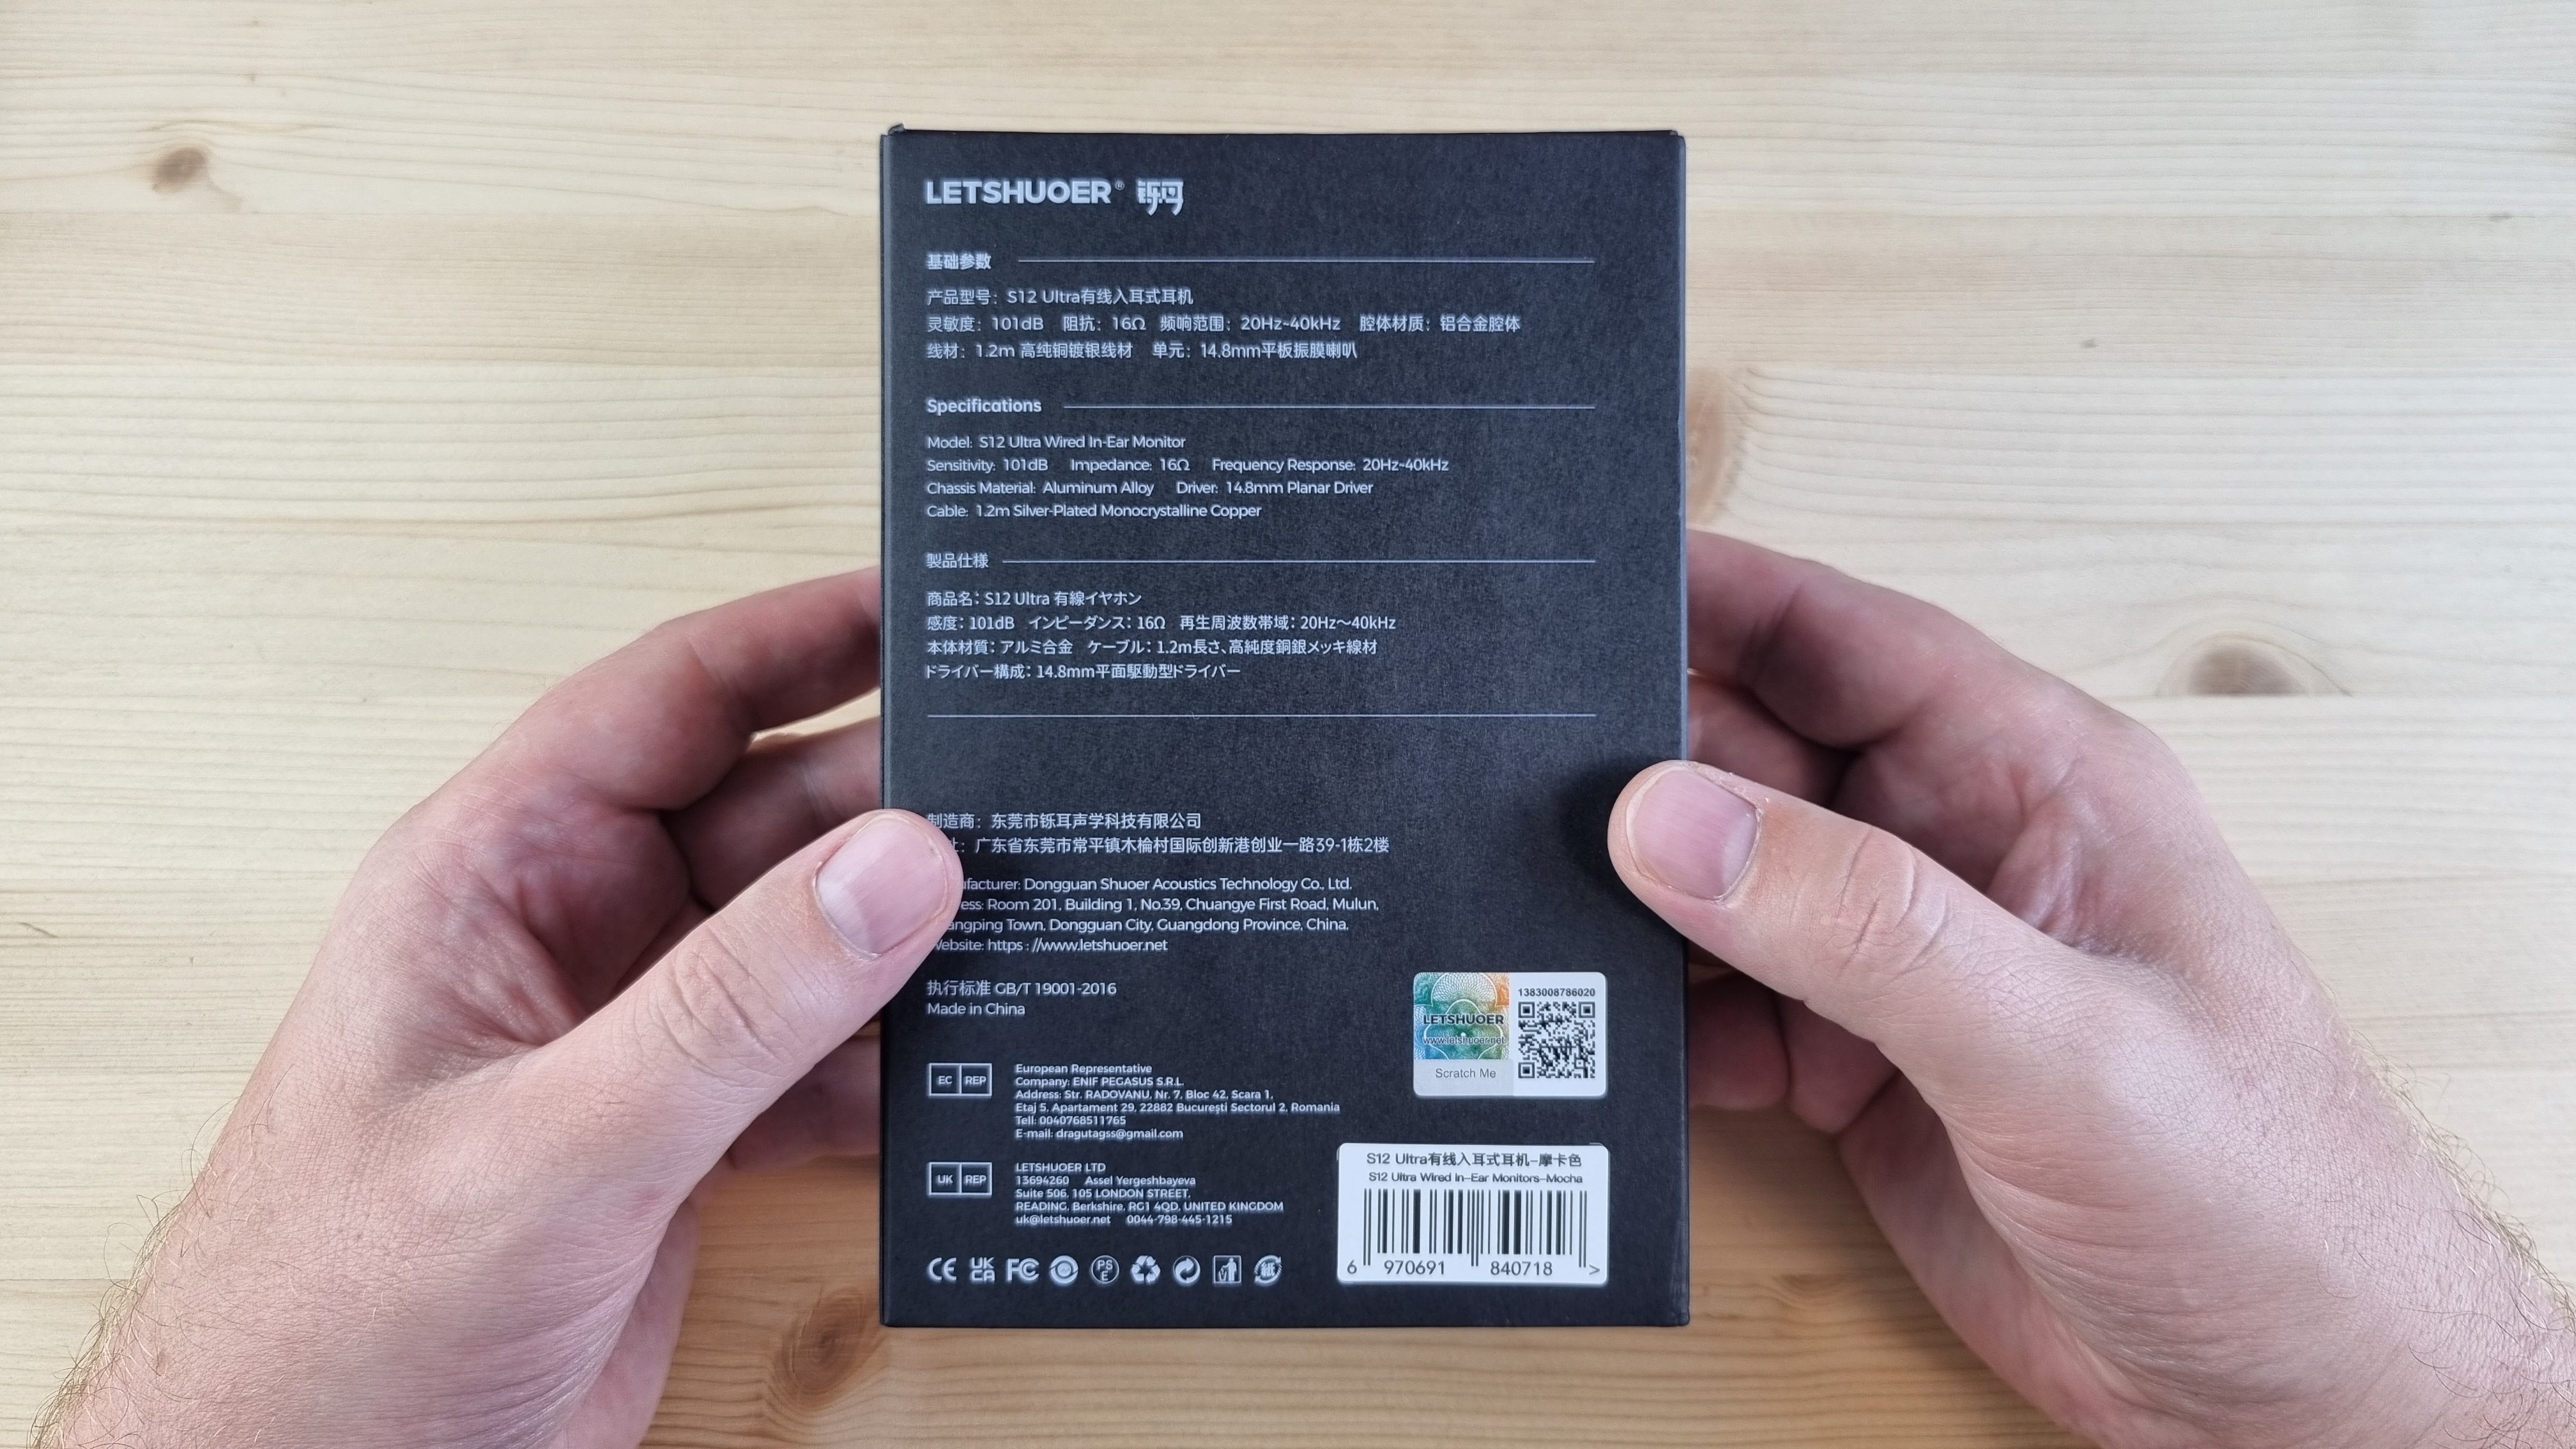 LETSHUOER® 铄耳
基础参数
产品型号：S12 Ultra有线入耳式耳机
灵敏度：101dB 阻抗：16Ω 频响范围：20Hz~40kHz 腔体材质：铝合金腔体
线材：1.2m 高纯铜镀银线材 单元：14.8mm平板振膜喇叭
Specifications
Model: S12 Ultra Wired In-Ear Monitor
Sensitivity: 101dB Impedance: 16Ω Frequency Response: 20Hz~40kHz
Chassis Material: Aluminum Alloy Driver: 14.8mm Planar Driver
Cable: 1.2m Silver-Plated Monocrystalline Copper
製品仕様
商品名：S12 Ultra 有線イヤホン
感度：101dB インピーダンス：16Ω 再生周波数帯域：20Hz～40kHz
本体材質：アルミ合金 ケーブル：1.2m長さ、高純度銅銀メッキ線材
ドライバー構成：14.8mm平面駆動型ドライバー
制造商：东莞市铄耳声学科技有限公司
址：广东省东莞市常平镇木棆村国际创新港创业一路39-1栋2楼
ufacturer: Dongguan Shuoer Acoustics Technology Co., Ltd.
ess: Room 201, Building 1, No.39, Chuangye First Road, Mulun,
angping Town, Dongguan City, Guangdong Province, China.
Website: https : //www.letshuoer.net
执行标准 GB/T 19001-2016
Made in China
1383008786020
LETSHUOER
www.letshuoer.net
Scratch Me
EC REP
European Representative
Company: ENIF PEGASUS S.R.L.
Address: Str. RADOVANU, Nr. 7, Bloc 42, Scara 1,
Etaj 5, Apartament 29, 22882 București Sectorul 2, Romania
Tell: 0040768511765
E-mail: dragutagss@gmail.com
UK REP
LETSHUOER LTD
13694260 Assel Yergeshbayeva
Suite 506, 105 LONDON STREET,
READING, Berkshire, RG1 4QD, UNITED KINGDOM
uk@letshuoer.net 0044-798-445-1215
S12 Ultra有线入耳式耳机-摩卡色
S12 Ultra Wired In-Ear Monitors-Mocha
6 970691 840718 >
CE UK CA FC PS E 紙